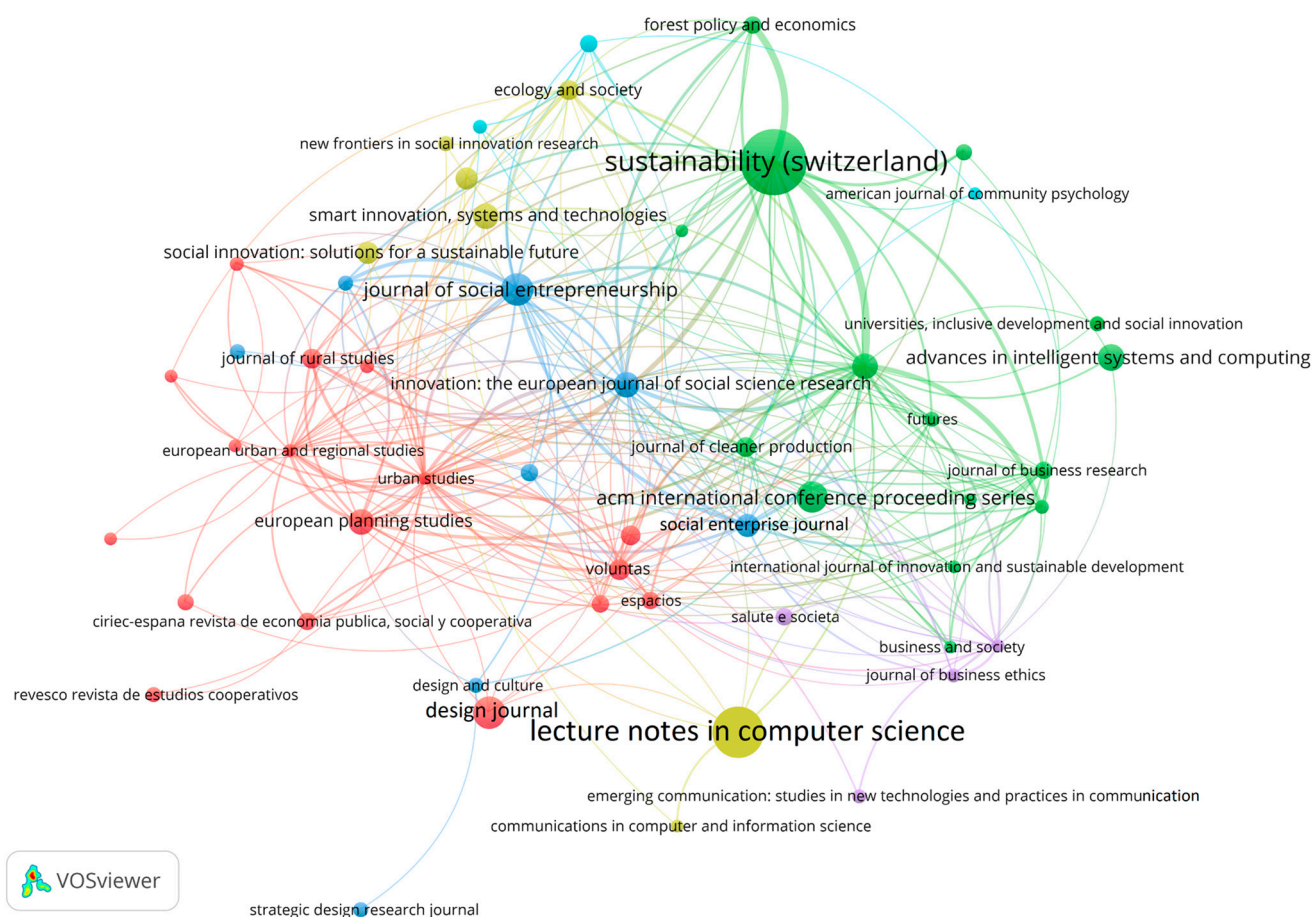 forest policy and economics
ecology and society
new frontiers in social innovation research
sustainability (switzerland)
american journal of community psychology
smart innovation, systems and technologies
social innovation: solutions for a sustainable future
journal of social entrepreneurship
universities, inclusive development and social innovation
journal of rural studies
advances in intelligent systems and computing
innovation: the european journal of social science research
futures
european urban and regional studies
journal of cleaner production
journal of business research
urban studies
acm international conference proceeding series
european planning studies
social enterprise journal
voluntas
international journal of innovation and sustainable development
espacios
ciriec-espana revista de economia publica, social y cooperativa
salute e societa
business and society
journal of business ethics
design and culture
revesco revista de estudios cooperativos
design journal
lecture notes in computer science
emerging communication: studies in new technologies and practices in communication
communications in computer and information science
VOSviewer
strategic design research journal